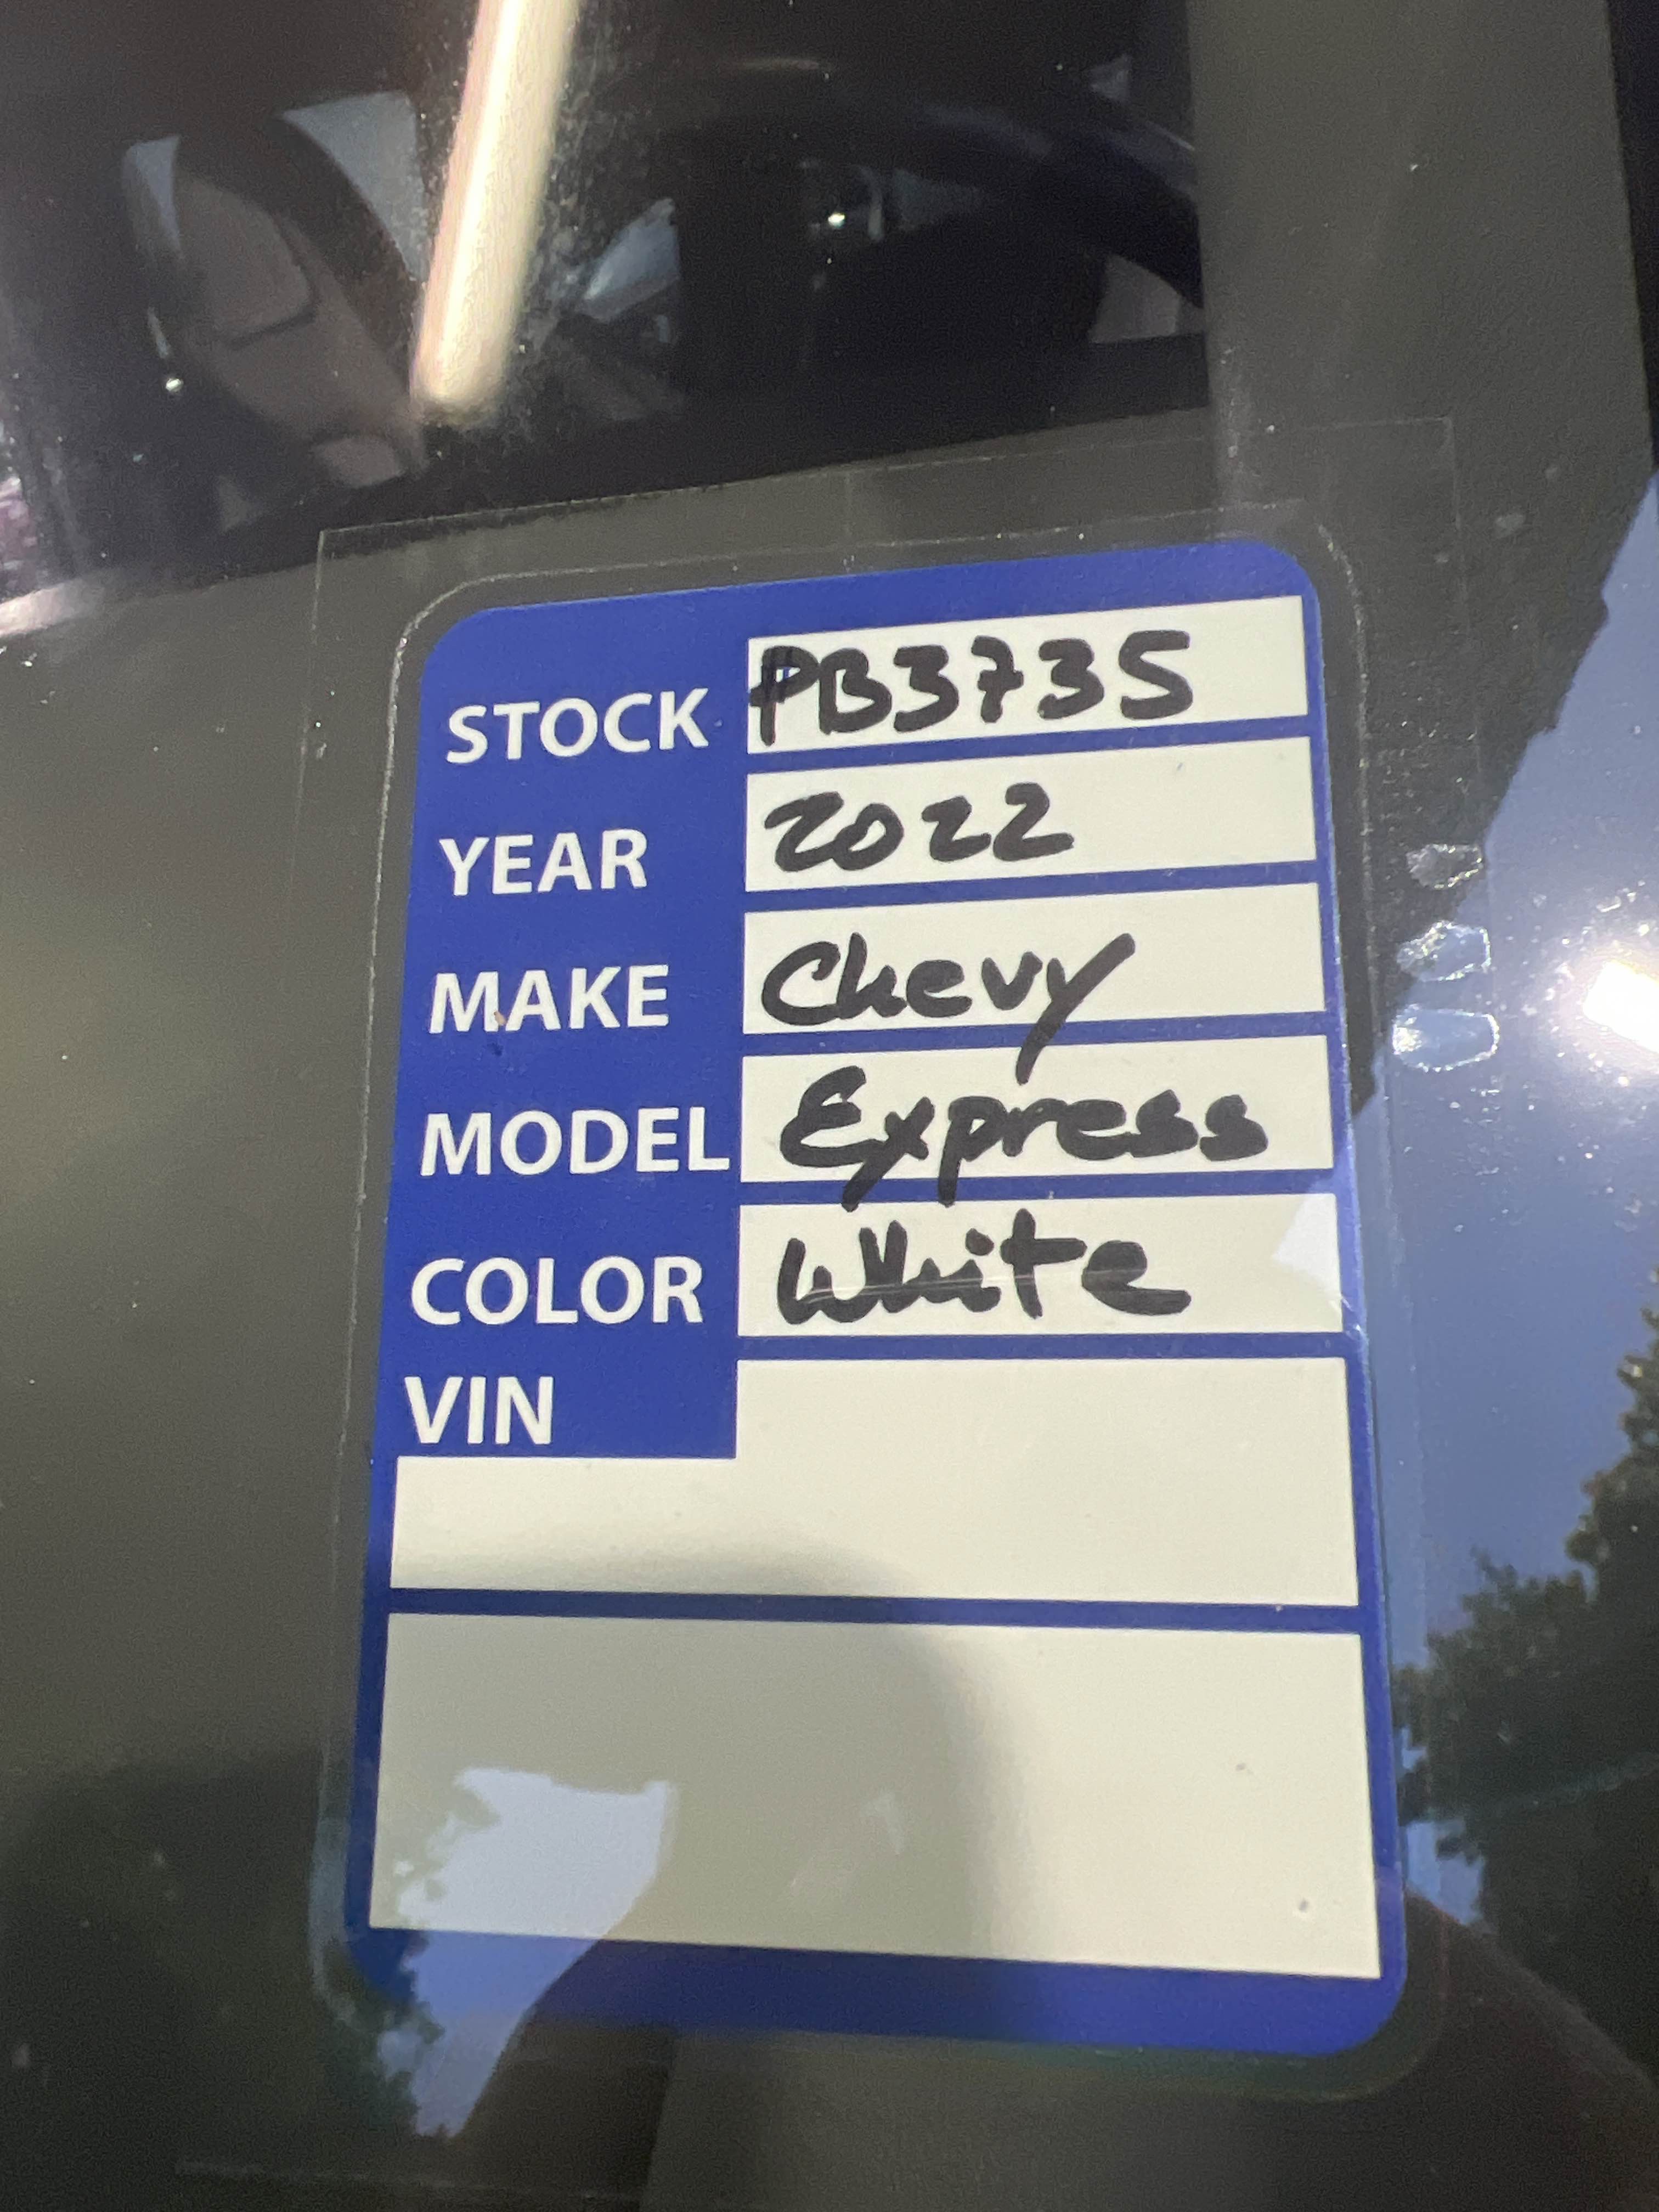 STOCK PB3735
YEAR 2022
MAKE Chevy
MODEL Express
COLOR White
VIN